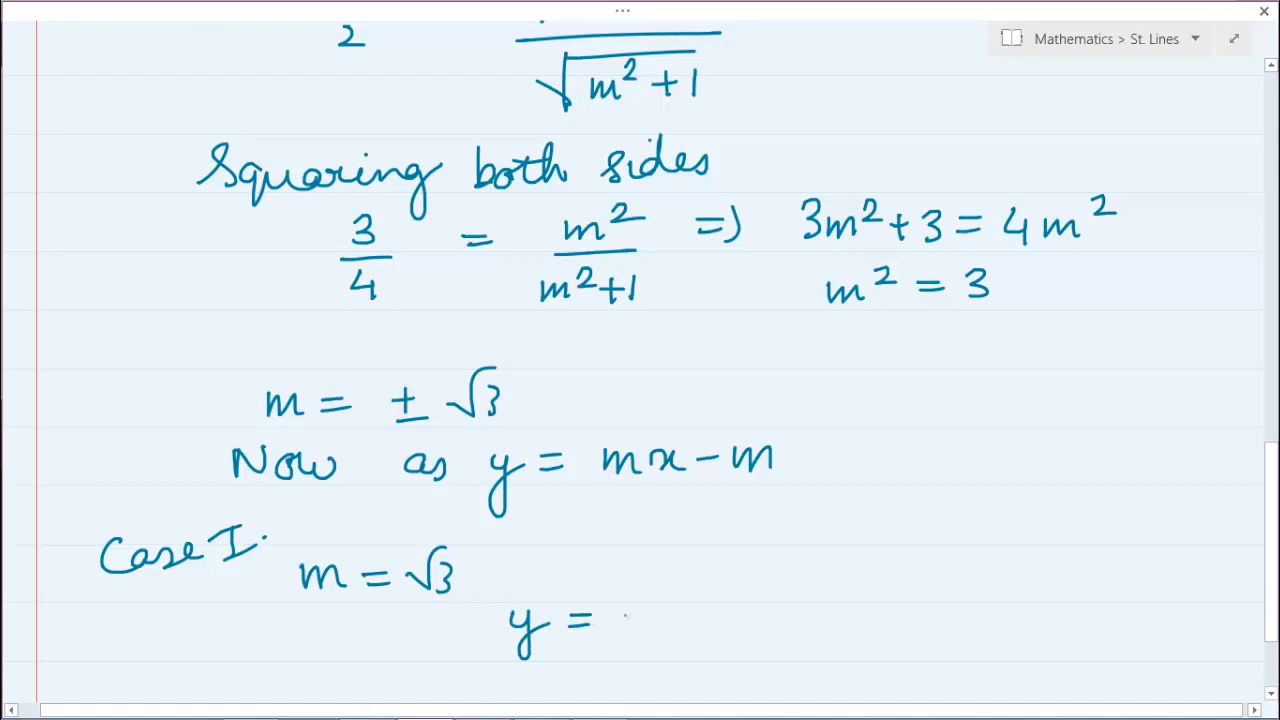 Mathematics > St. Lines
2
√m²+1
Squaring both sides
3/4 = m²/m²+1 => 3m²+3 = 4m²
m² = 3
m = ± √3
Now as y = mx - m
Case I.
m = √3
y =